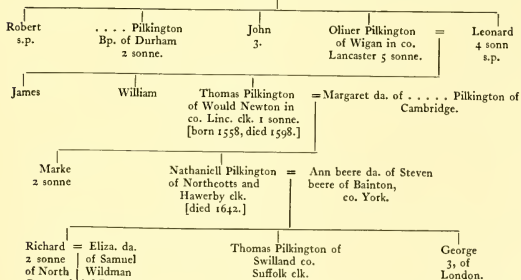 Robert
s.p.
. . . . Pilkington
Bp. of Durham
2 sonne.
John
3.
Oliuer Pilkington
of Wigan in co.
Lancaster 5 sonne.
=
Leonard
4 sonn
s.p.
James
William
Thomas Pilkington
of Would Newton in
co. Linc. clk. 1 sonne.
[born 1558, died 1598.]
=Margaret da. of . . . . . Pilkington of
Cambridge.
Marke
2 sonne
Nathaniell Pilkington
of Northcotts and
Hawerby clk.
[died 1642.]
=
Ann beere da. of Steven
beere of Bainton,
co. York.
Richard
2 sonne
of North
=
Eliza. da.
of Samuel
Wildman
Thomas Pilkington of
Swilland co.
Suffolk clk.
George
3, of
London.